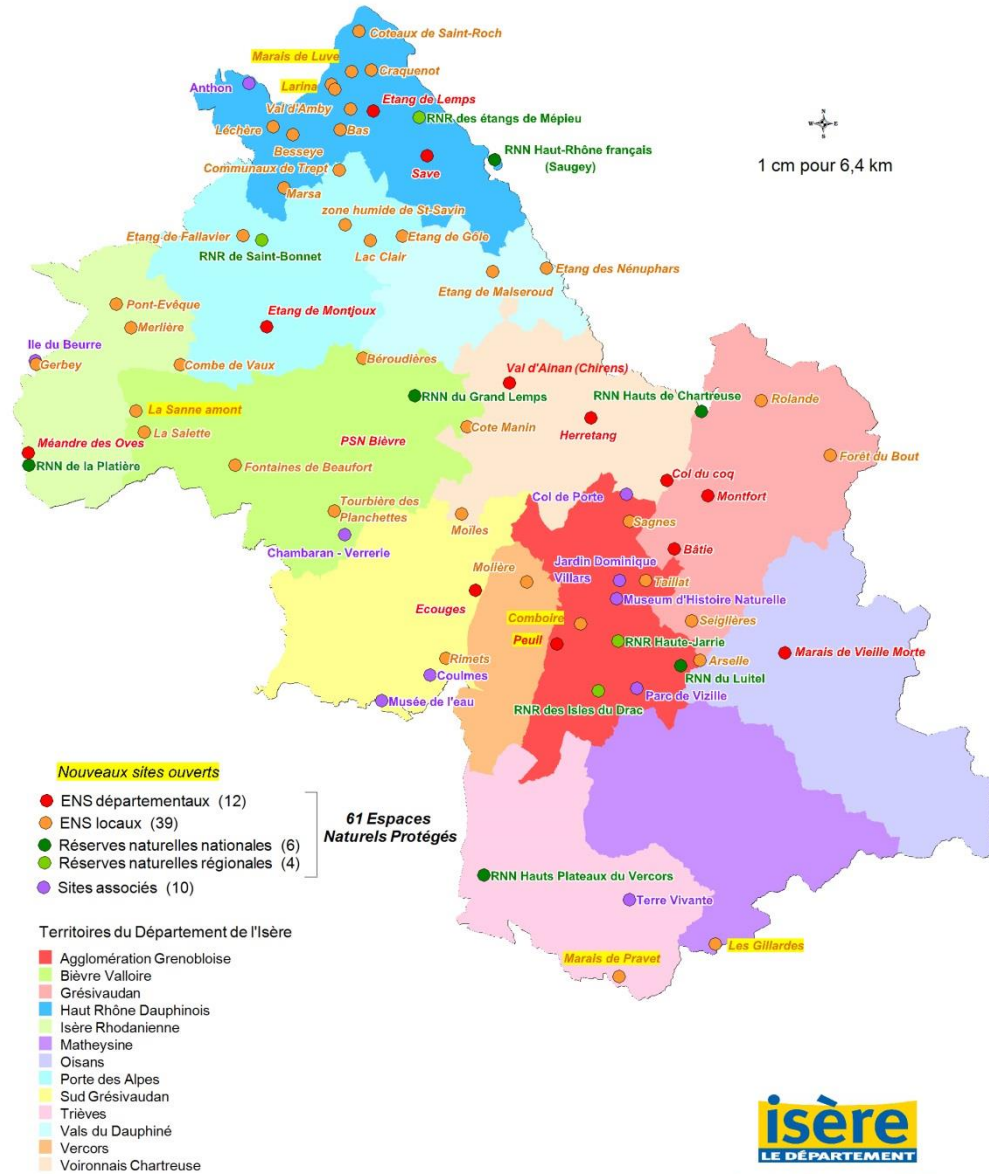 Coteaux de Saint-Roch
Marais de Luve
Craquenot
Anthon
Larina
Etang de Lemps
Val d'Amby
RNR des étangs de Mépieu
Léchère
Bas
Besseye
RNN Haut-Rhône français
(Saugey)
1 cm pour 6,4 km
N
W
E
S
Communaux de Trept
Save
Marsa
zone humide de St-Savin
Etang de Fallavier
Etang de Gôle
RNR de Saint-Bonnet
Lac Clair
Etang des Nénuphars
Etang de Malseroud
Pont-Evêque
Etang de Montjoux
Merlière
Ile du Beurre
Gerbey
Combe de Vaux
Béroudières
Val d'Ainan (Chirens)
RNN du Grand Lemps
RNN Hauts de Chartreuse
Rolande
La Sanne amont
Herretang
La Salette
PSN Bièvre
Cote Manin
Méandre des Oves
RNN de la Platière
Fontaines de Beaufort
Forêt du Bout
Col du coq
Col de Porte
Montfort
Tourbière des
Planchettes
Moïles
Sagnes
Chambaran - Verrerie
Bâtie
Jardin Dominique
Villars
Molière
Taillat
Ecouges
Museum d'Histoire Naturelle
Comboire
Seiglières
Peuil
RNR Haute-Jarrie
Marais de Vieille Morte
Rimets
Arselle
Coulmes
RNN du Luitel
Musée de l'eau
Parc de Vizille
RNR des Isles du Drac
Nouveaux sites ouverts
ENS départementaux (12)
ENS locaux (39)
Réserves naturelles nationales (6)
Réserves naturelles régionales (4)
Sites associés (10)
61 Espaces
Naturels Protégés
RNN Hauts Plateaux du Vercors
Terre Vivante
Les Gillardes
Marais de Pravet
Territoires du Département de l'Isère
Agglomération Grenobloise
Bièvre Valloire
Grésivaudan
Haut Rhône Dauphinois
Isère Rhodanienne
Matheysine
Oisans
Porte des Alpes
Sud Grésivaudan
Trièves
Vals du Dauphiné
Vercors
Voironnais Chartreuse
isère
LE DÉPARTEMENT